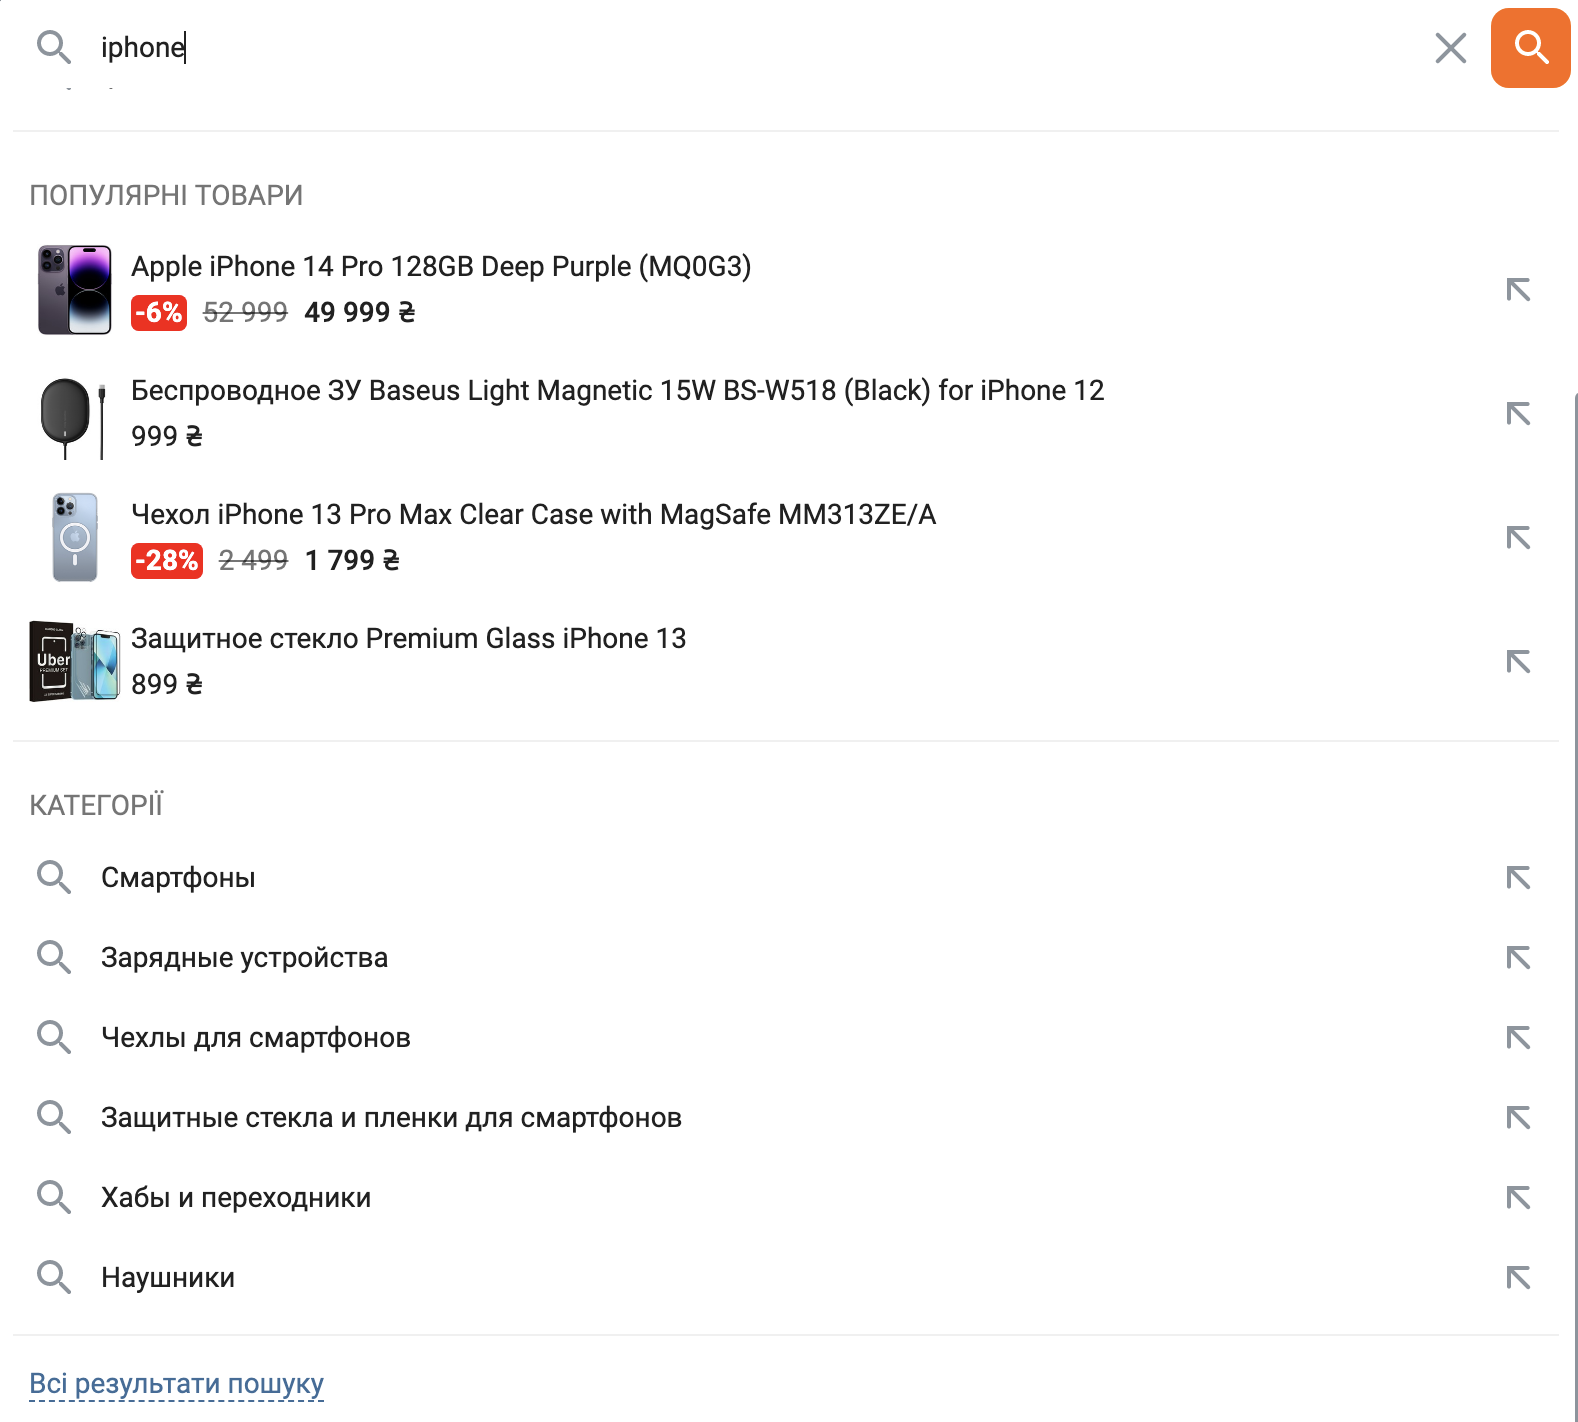 iphone
ПОПУЛЯРНІ ТОВАРИ
Apple iPhone 14 Pro 128GB Deep Purple (MQ0G3)
-6% 52 999 49 999 ₴
Беспроводное ЗУ Baseus Light Magnetic 15W BS-W518 (Black) for iPhone 12
999 ₴
Чехол iPhone 13 Pro Max Clear Case with MagSafe MM313ZE/A
-28% 2 499 1 799 ₴
Uber
Защитное стекло Premium Glass iPhone 13
899 ₴
КАТЕГОРІЇ
Смартфоны
Зарядные устройства
Чехлы для смартфонов
Защитные стекла и пленки для смартфонов
Хабы и переходники
Наушники
Всі результати пошуку